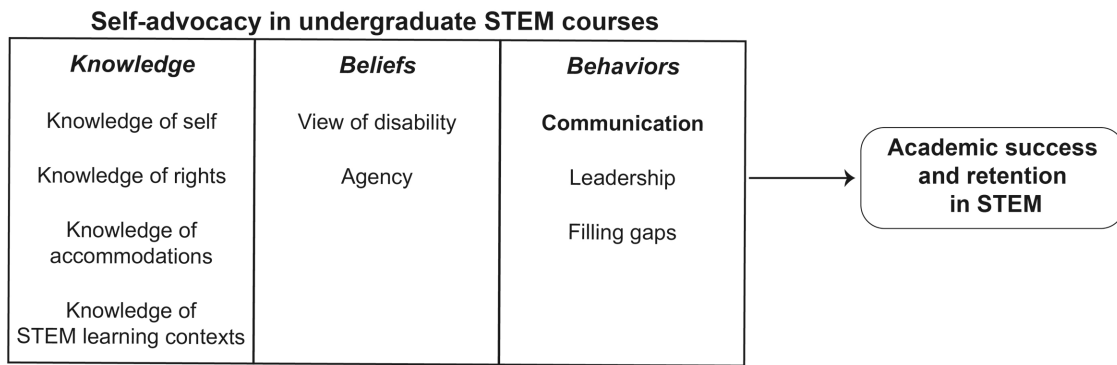 Self-advocacy in undergraduate STEM courses
Knowledge
Knowledge of self
Knowledge of rights
Knowledge of
accommodations
Knowledge of
STEM learning contexts
Beliefs
View of disability
Agency
Behaviors
Communication
Leadership
Filling gaps
Academic success
and retention
in STEM